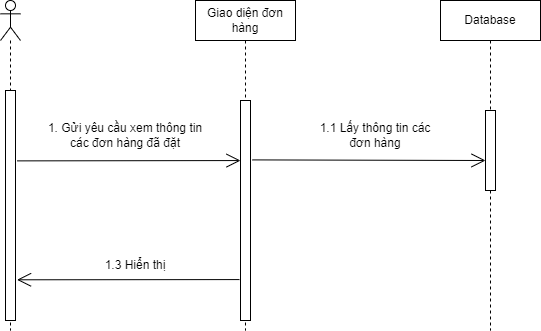 Giao diện đơn
hàng
Database
1. Gửi yêu cầu xem thông tin
các đơn hàng đã đặt
1.1 Lấy thông tin các
đơn hàng
1.3 Hiển thị